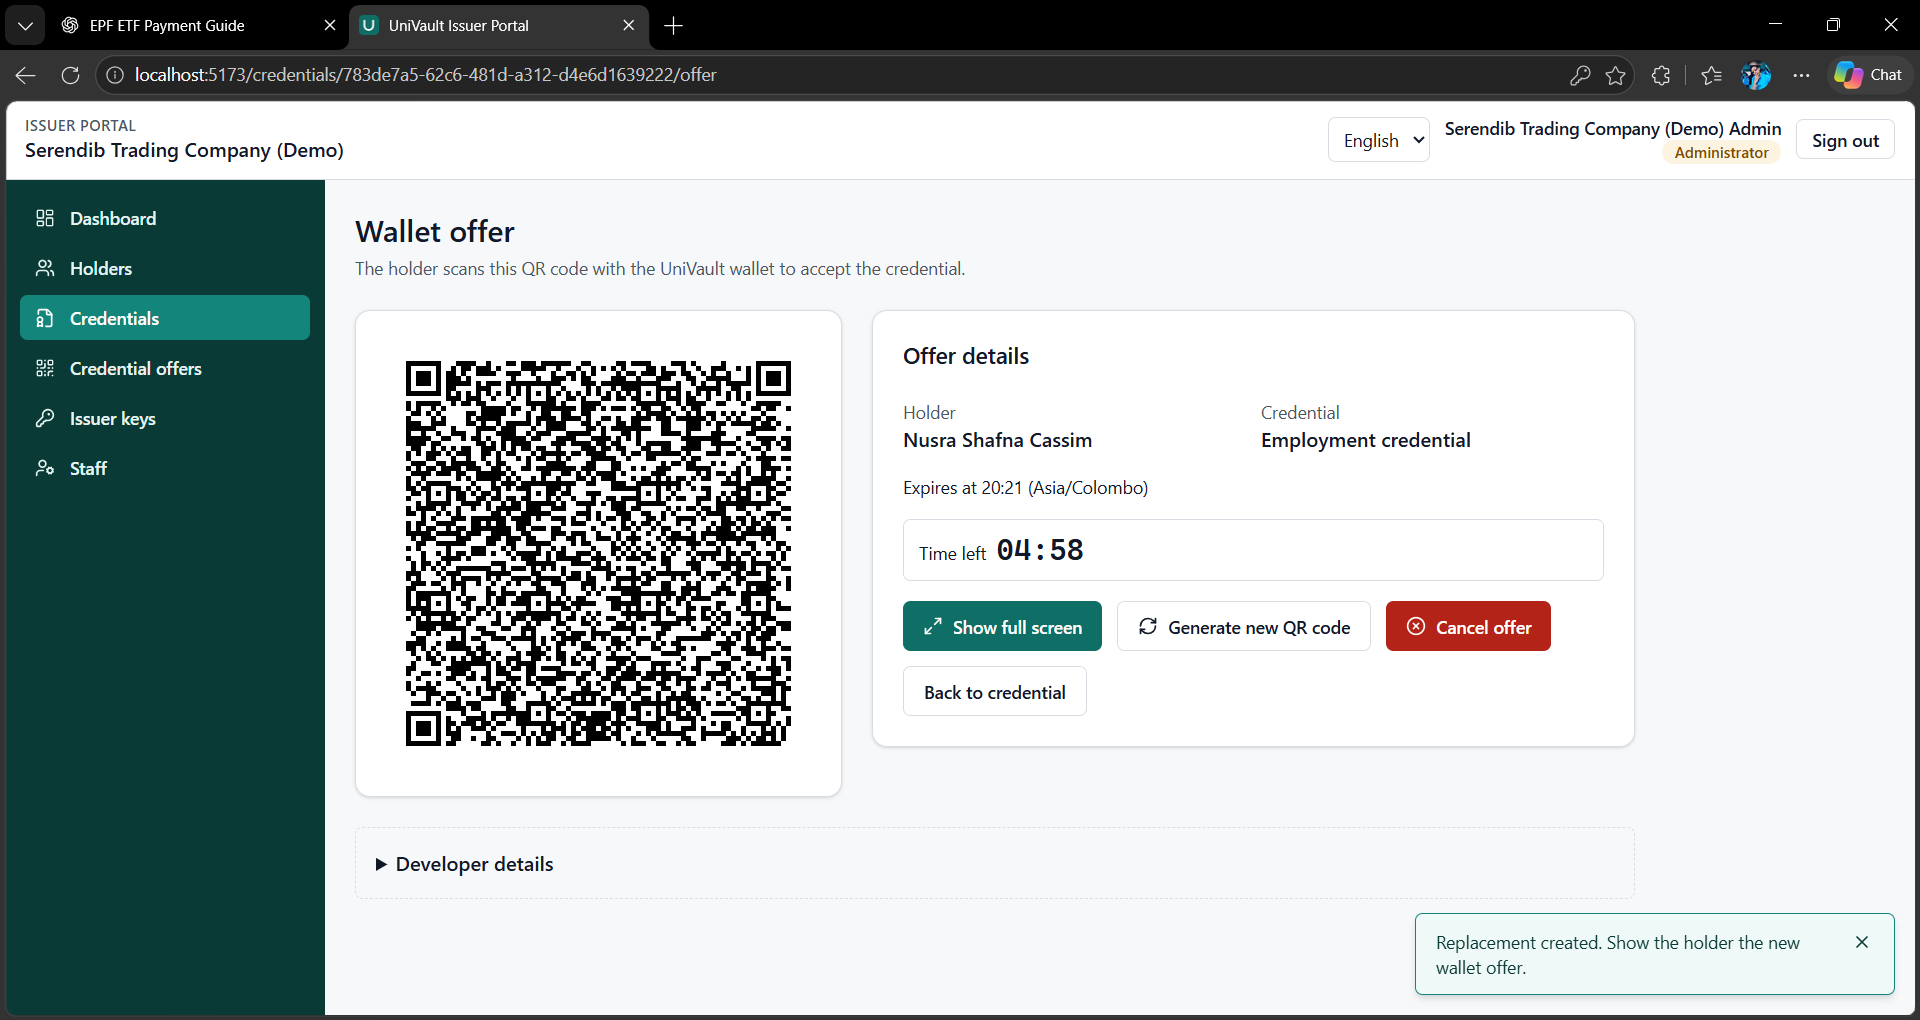 EPF ETF Payment Guide
UniVault Issuer Portal
localhost:5173/credentials/783de7a5-62c6-481d-a312-d4e6d1639222/offer
Chat
ISSUER PORTAL
Serendib Trading Company (Demo)
English
Serendib Trading Company (Demo) Admin
Administrator
Sign out
Dashboard
Holders
Credentials
Credential offers
Issuer keys
Staff
Wallet offer
The holder scans this QR code with the UniVault wallet to accept the credential.
Offer details
Holder
Nusra Shafna Cassim
Credential
Employment credential
Expires at 20:21 (Asia/Colombo)
Time left 04:58
Show full screen
Generate new QR code
Cancel offer
Back to credential
Developer details
Replacement created. Show the holder the new
wallet offer.